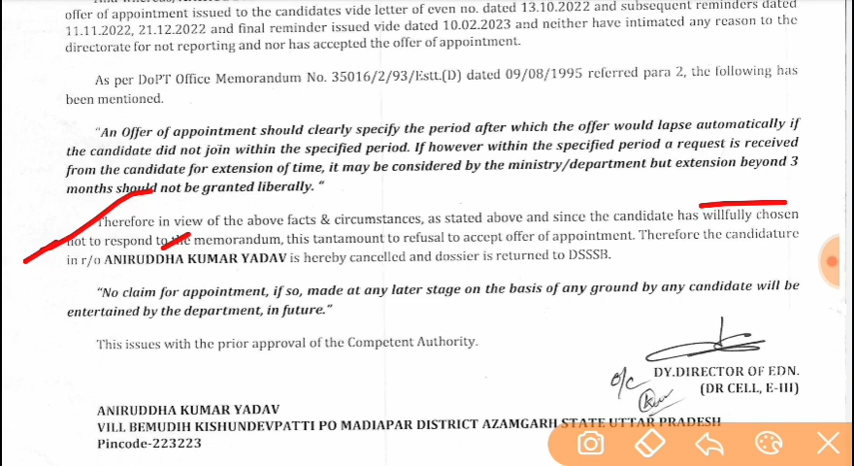 offer of appointment issued to the candidates vide letter of even no. dated 13.10.2022 and subsequent reminders dated
11.11.2022, 21.12.2022 and final reminder issued vide dated 10.02.2023 and neither have intimated any reason to the
directorate for not reporting and nor has accepted the offer of appointment.
As per DoPT Office Memorandum No. 35016/2/93/Estt.(D) dated 09/08/1995 referred para 2, the following has
been mentioned.
"An Offer of appointment should clearly specify the period after which the offer would lapse automatically if
the candidate did not join within the specified period. If however within the specified period a request is received
from the candidate for extension of time, it may be considered by the ministry/department but extension beyond 3
months should not be granted liberally. "
Therefore in view of the above facts & circumstances, as stated above and since the candidate has willfully chosen
not to respond to the memorandum, this tantamount to refusal to accept offer of appointment. Therefore the candidature
in r/o ANIRUDDHA KUMAR YADAV is hereby cancelled and dossier is returned to DSSSB.
"No claim for appointment, if so, made at any later stage on the basis of any ground by any candidate will be
entertained by the department, in future."
This issues with the prior approval of the Competent Authority.
o/c
DY.DIRECTOR OF EDN.
(DR CELL, E-III)
ANIRUDDHA KUMAR YADAV
VILL BEMUDIH KISHUNDEVPATTI PO MADIAPAR DISTRICT AZAMGARH STATE UTTAR PRADESH
Pincode-223223